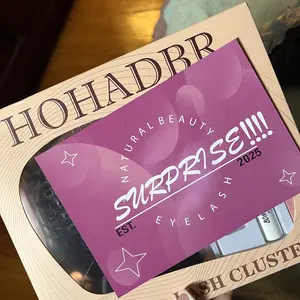 HOHADBR
NATURAL BEAUTY
SURPRISE!!!!
EST. 2025
EYELASH
LASH CLUSTE